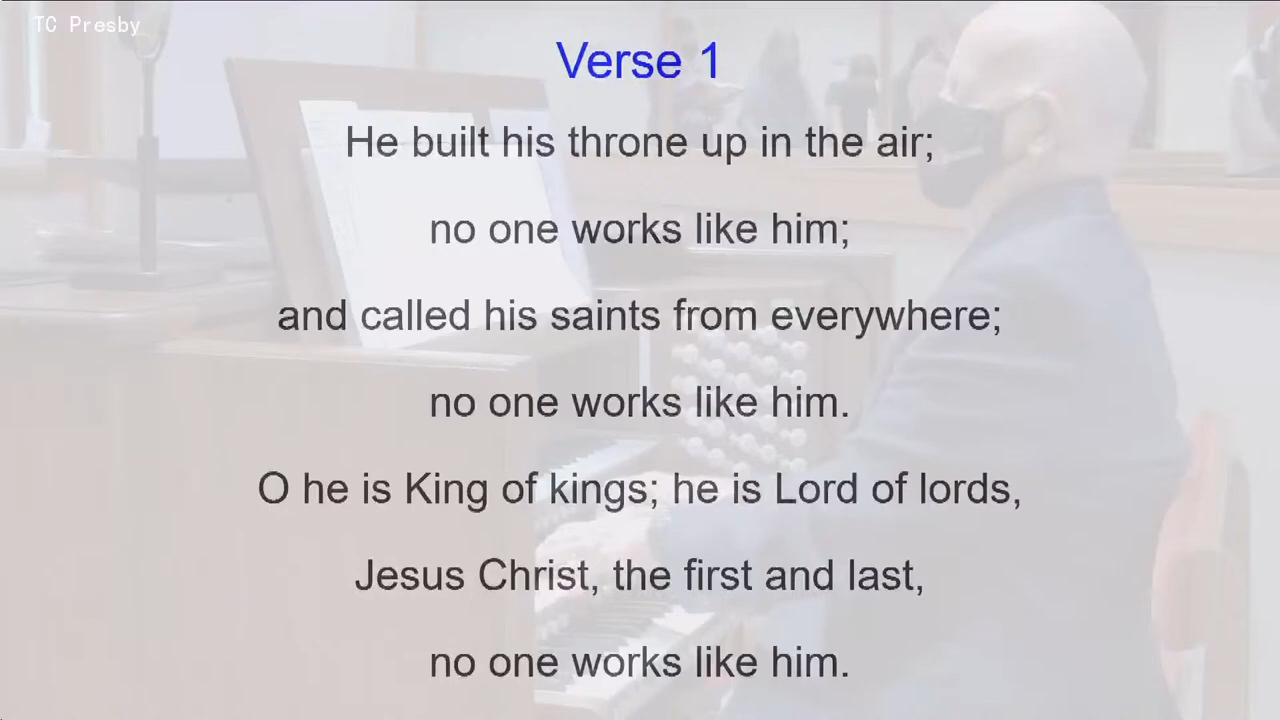 TC Presby
Verse 1
He built his throne up in the air;
no one works like him;
and called his saints from everywhere;
no one works like him.
O he is King of kings; he is Lord of lords,
Jesus Christ, the first and last,
no one works like him.